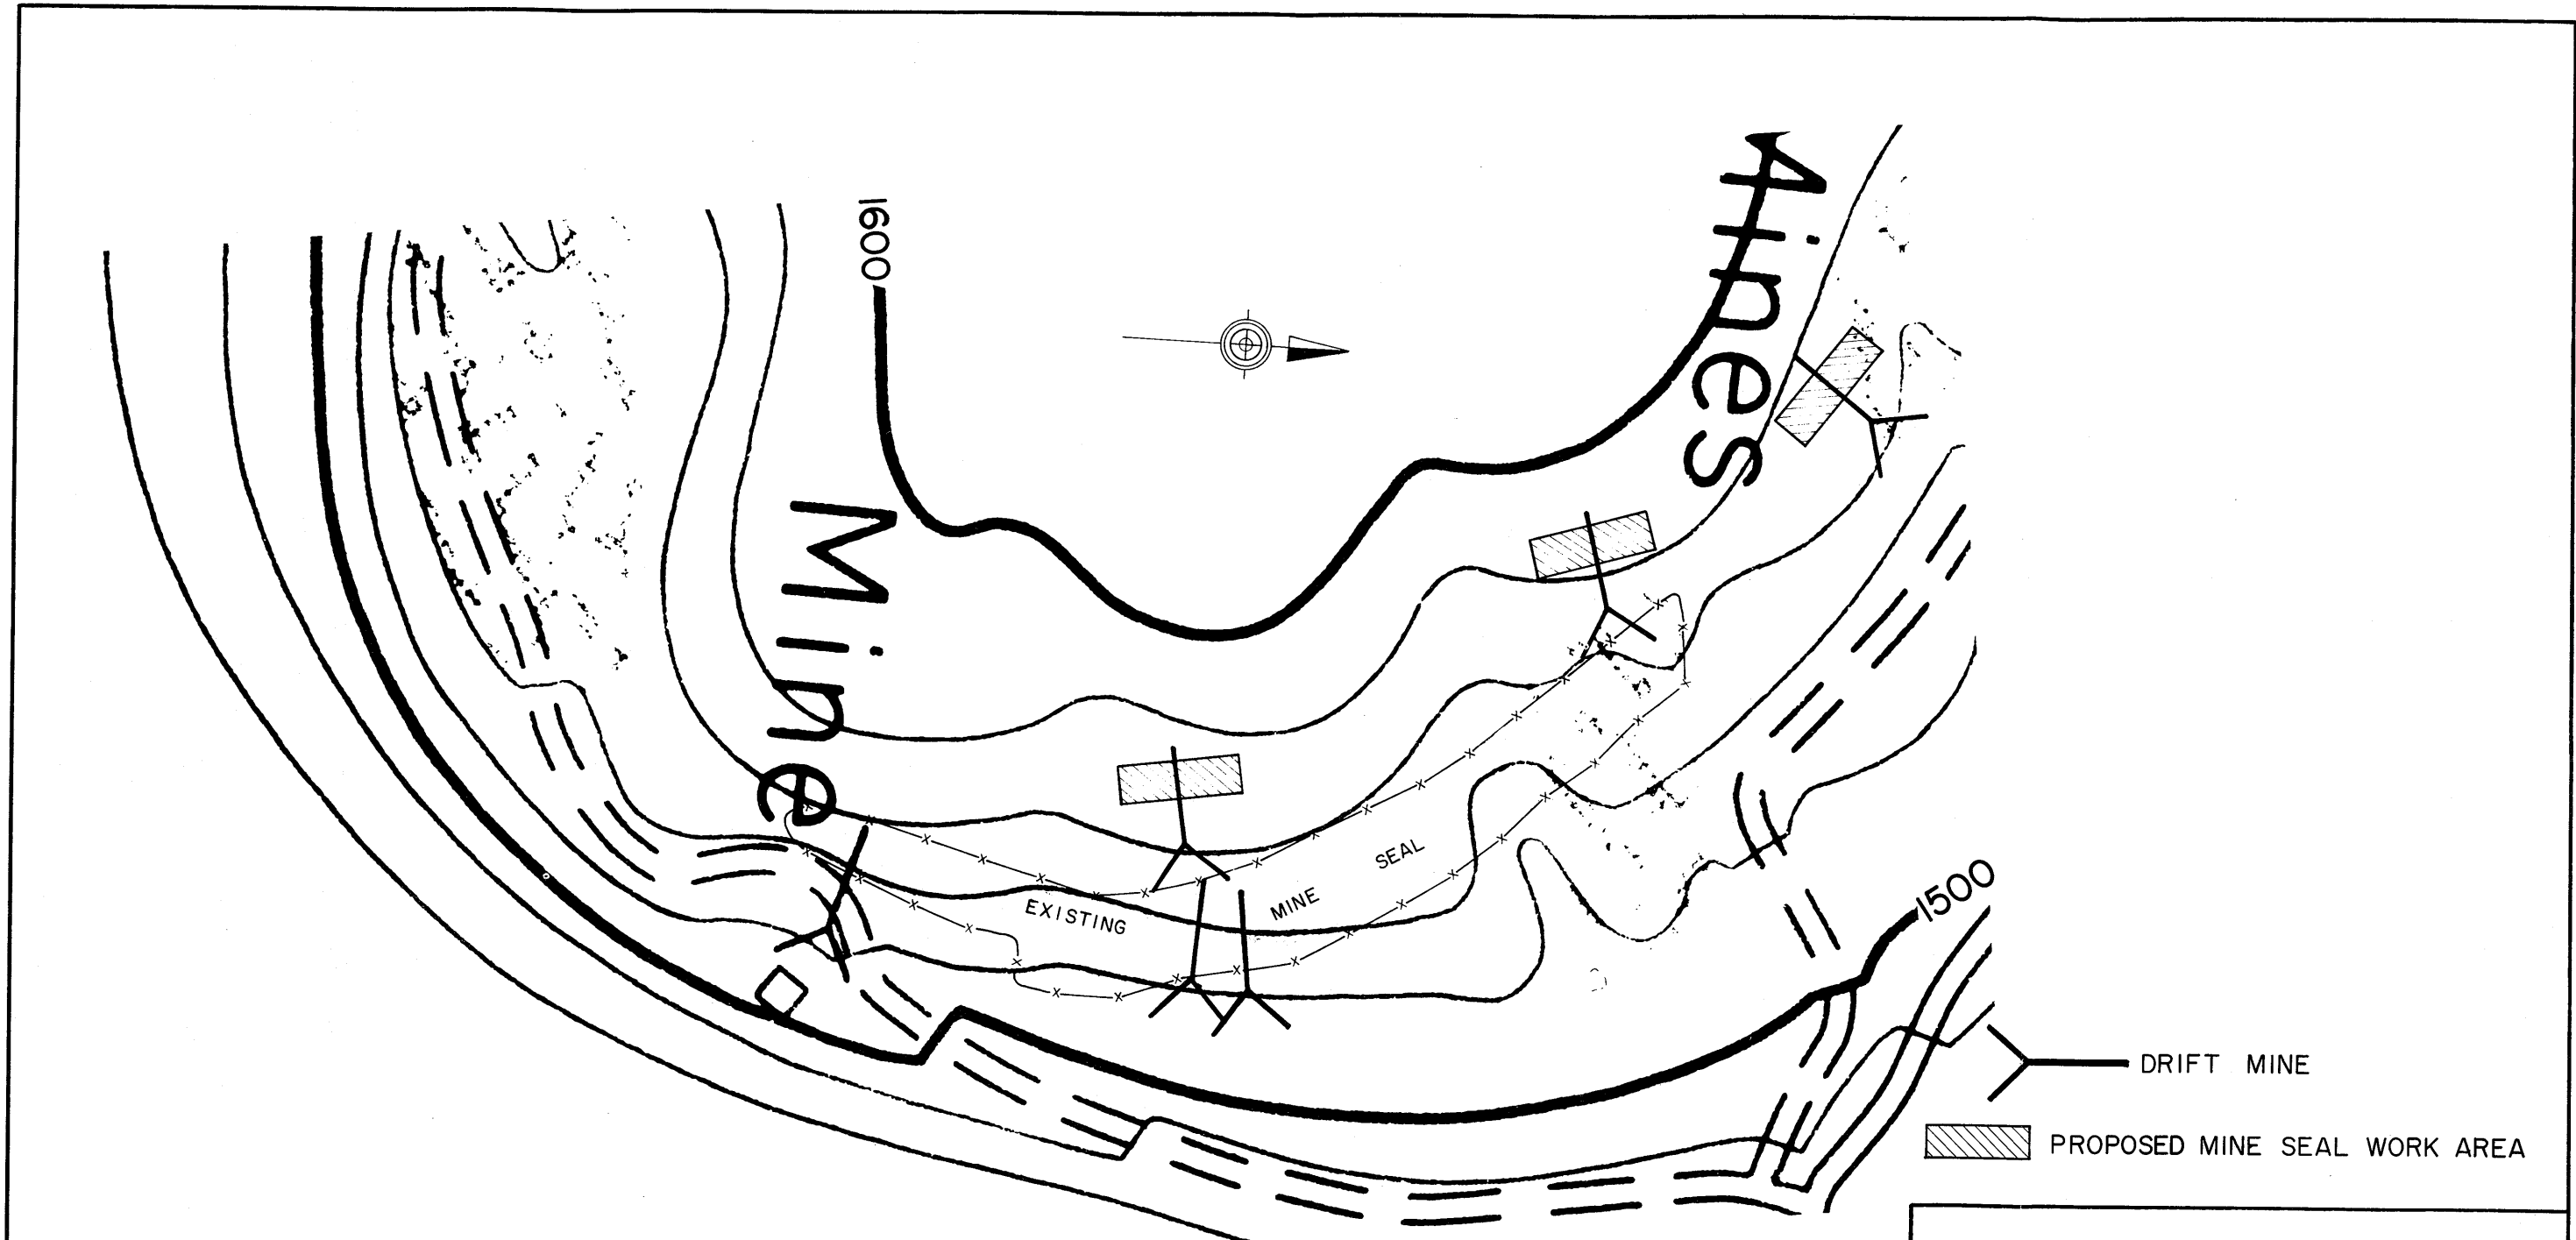 1600
Mines
Mine
EXISTING MINE SEAL
1500
DRIFT MINE
PROPOSED MINE SEAL WORK AREA